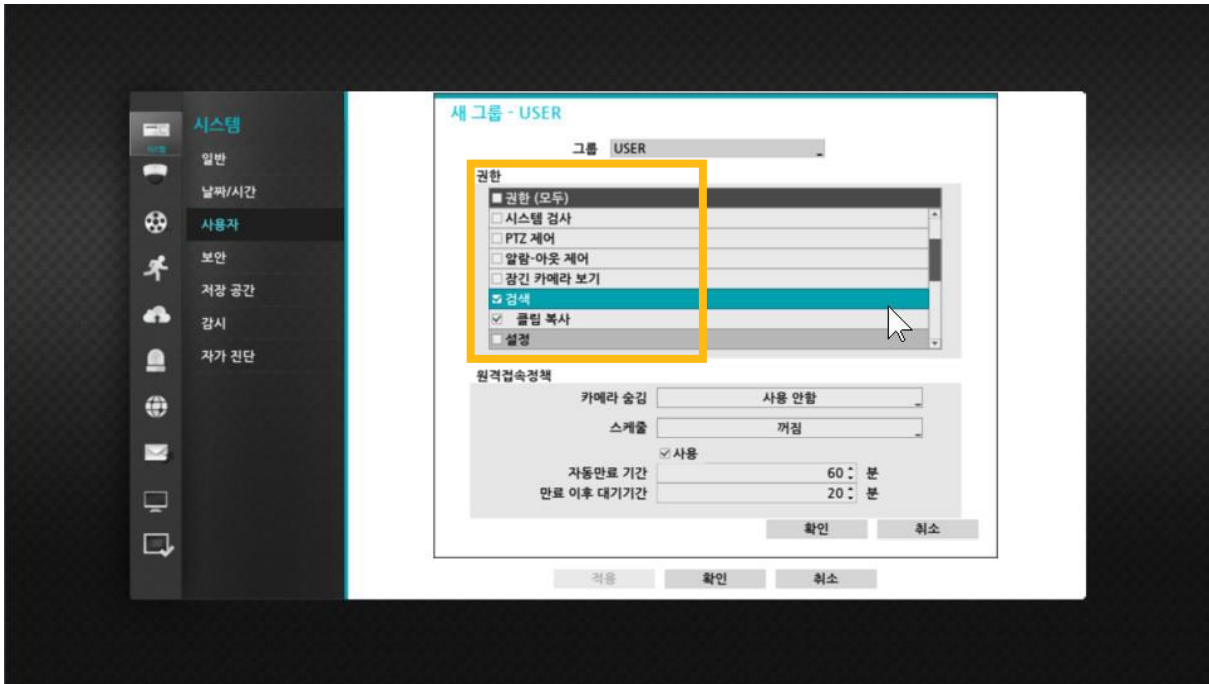 새 그룹 - USER
시스템
시스템
일반
날짜/시간
사용자
보안
저장 공간
감시
자가 진단
그룹 USER
권한
권한 (모두)
시스템 검사
PTZ 제어
알람-아웃 제어
잠긴 카메라 보기
검색
클립 복사
설정
원격접속정책
카메라 숨김 사용 안함
스케줄 꺼짐
사용
자동만료 기간 60 분
만료 이후 대기기간 20 분
확인 취소
적용 확인 취소